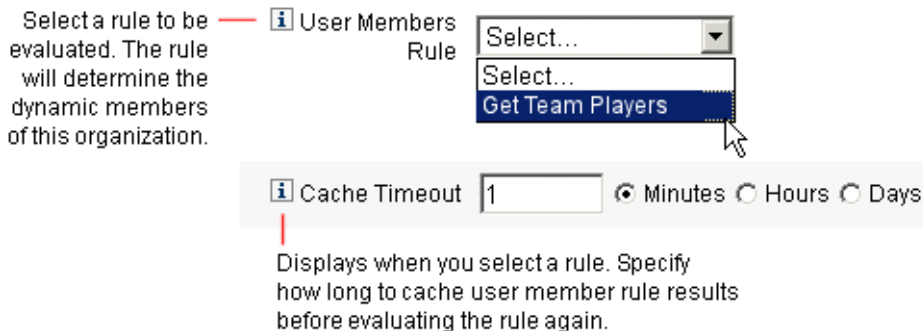 Select a rule to be
evaluated. The rule
will determine the
dynamic members
of this organization.
i User Members
Rule
Select...
Select...
Get Team Players
i Cache Timeout 1 Minutes Hours Days
Displays when you select a rule. Specify
how long to cache user member rule results
before evaluating the rule again.